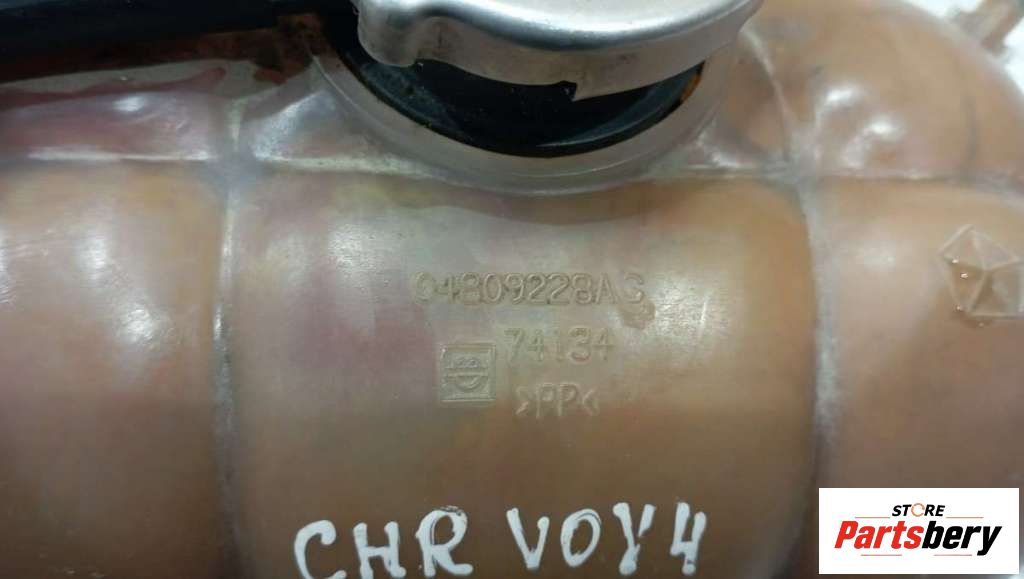 04809228AC
74134
>PP<
CHR VOY4
STORE
Partsbery